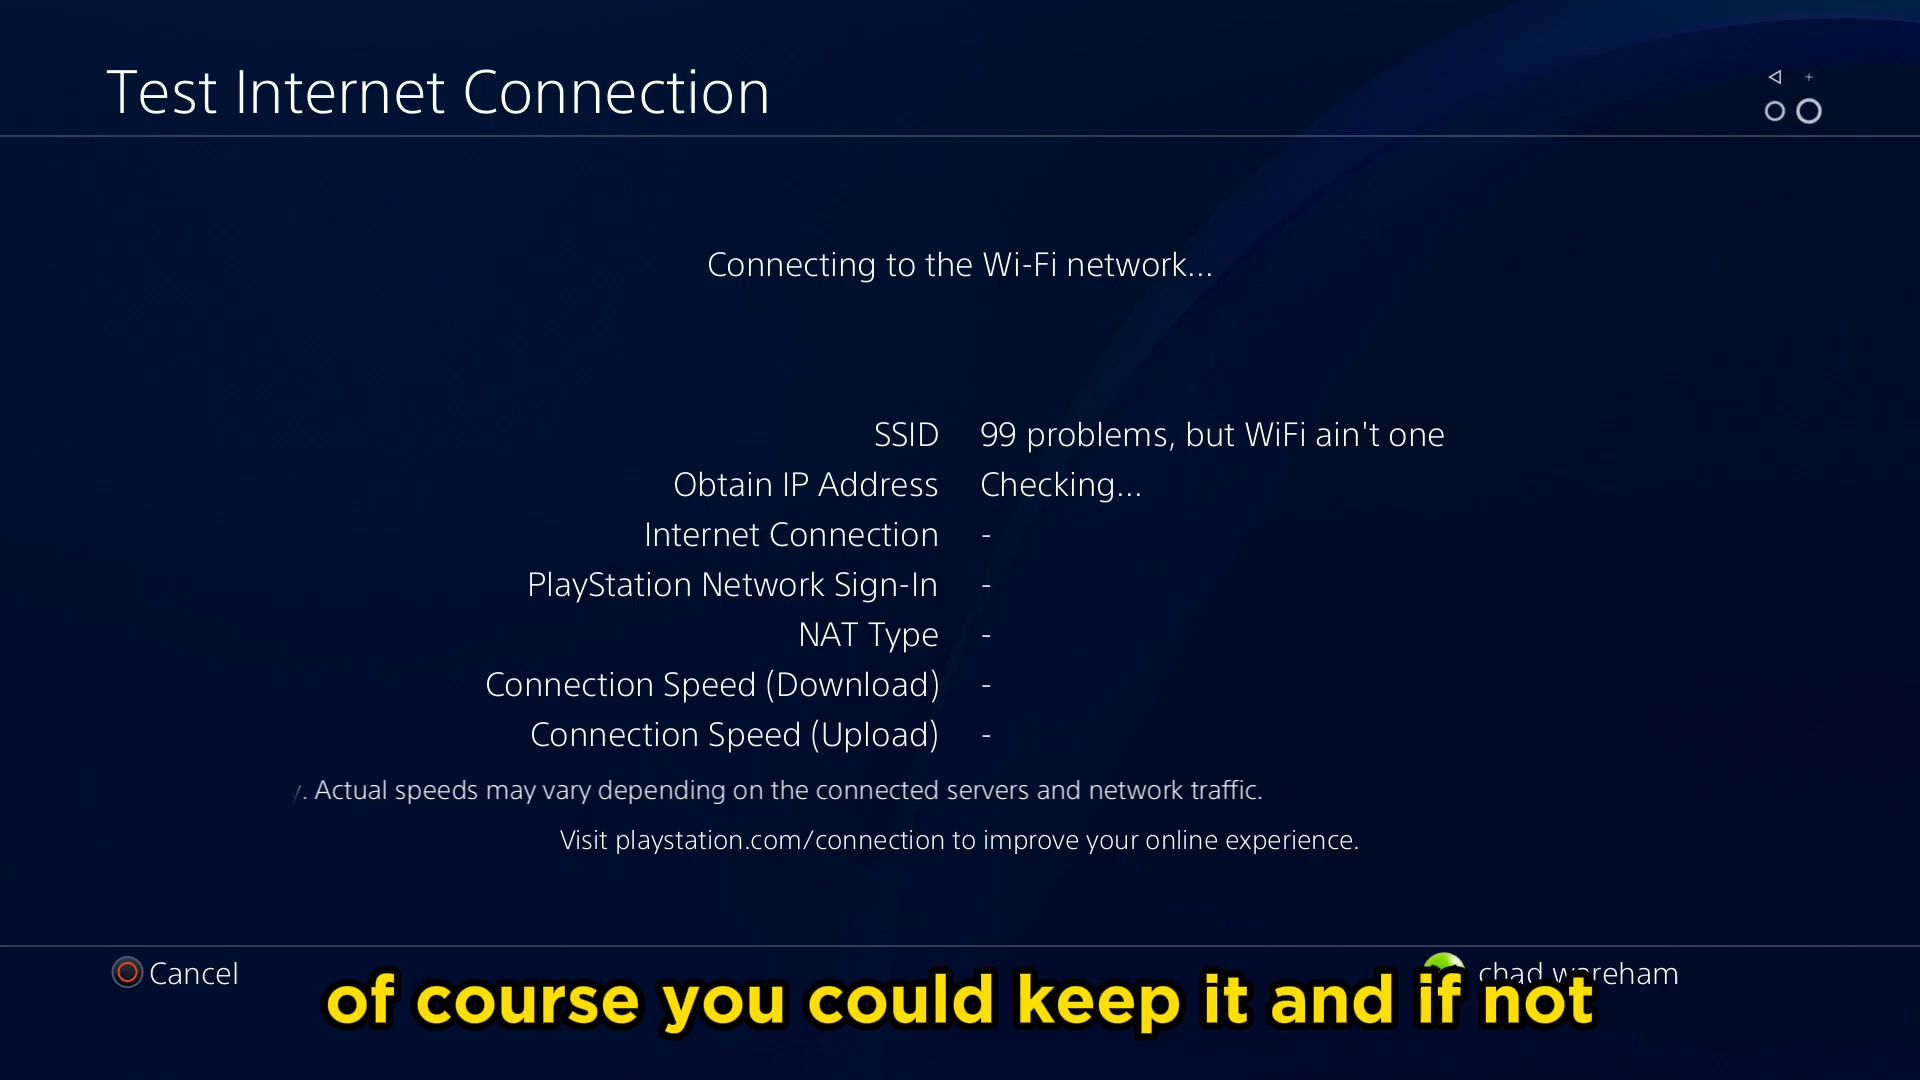 Test Internet Connection
Connecting to the Wi-Fi network...
SSID 99 problems, but WiFi ain't one
Obtain IP Address Checking...
Internet Connection -
PlayStation Network Sign-In -
NAT Type -
Connection Speed (Download) -
Connection Speed (Upload) -
. Actual speeds may vary depending on the connected servers and network traffic.
Visit playstation.com/connection to improve your online experience.
Cancel
chad wareham
of course you could keep it and if not